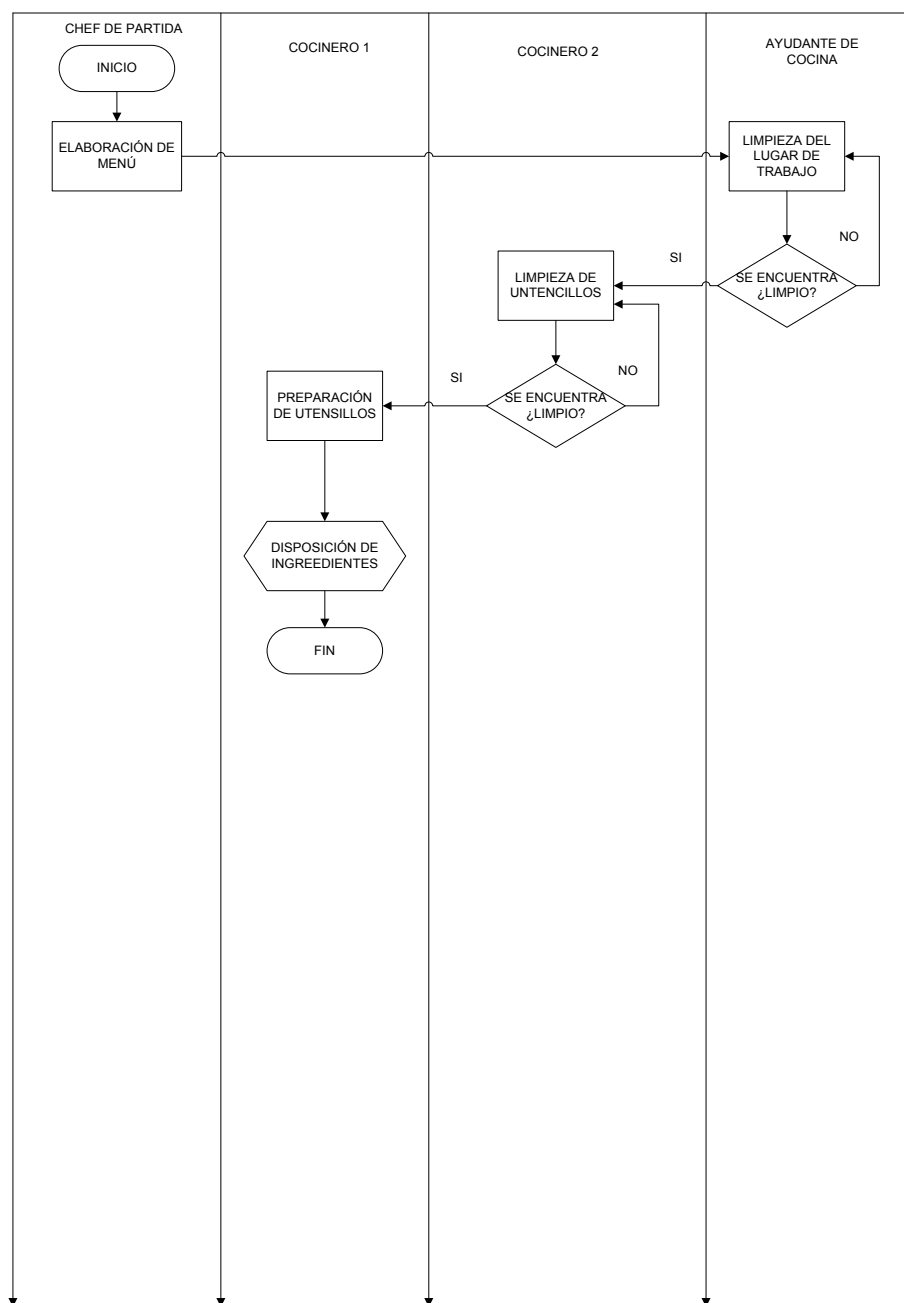 CHEF DE PARTIDA
COCINERO 1
COCINERO 2
AYUDANTE DE
COCINA
INICIO
ELABORACIÓN DE
MENÚ
LIMPIEZA DEL
LUGAR DE
TRABAJO
NO
SI
SE ENCUENTRA
¿LIMPIO?
LIMPIEZA DE
UNTENCILLOS
NO
SI
SE ENCUENTRA
¿LIMPIO?
PREPARACIÓN
DE UTENSILLOS
DISPOSICIÓN DE
INGREEDIENTES
FIN